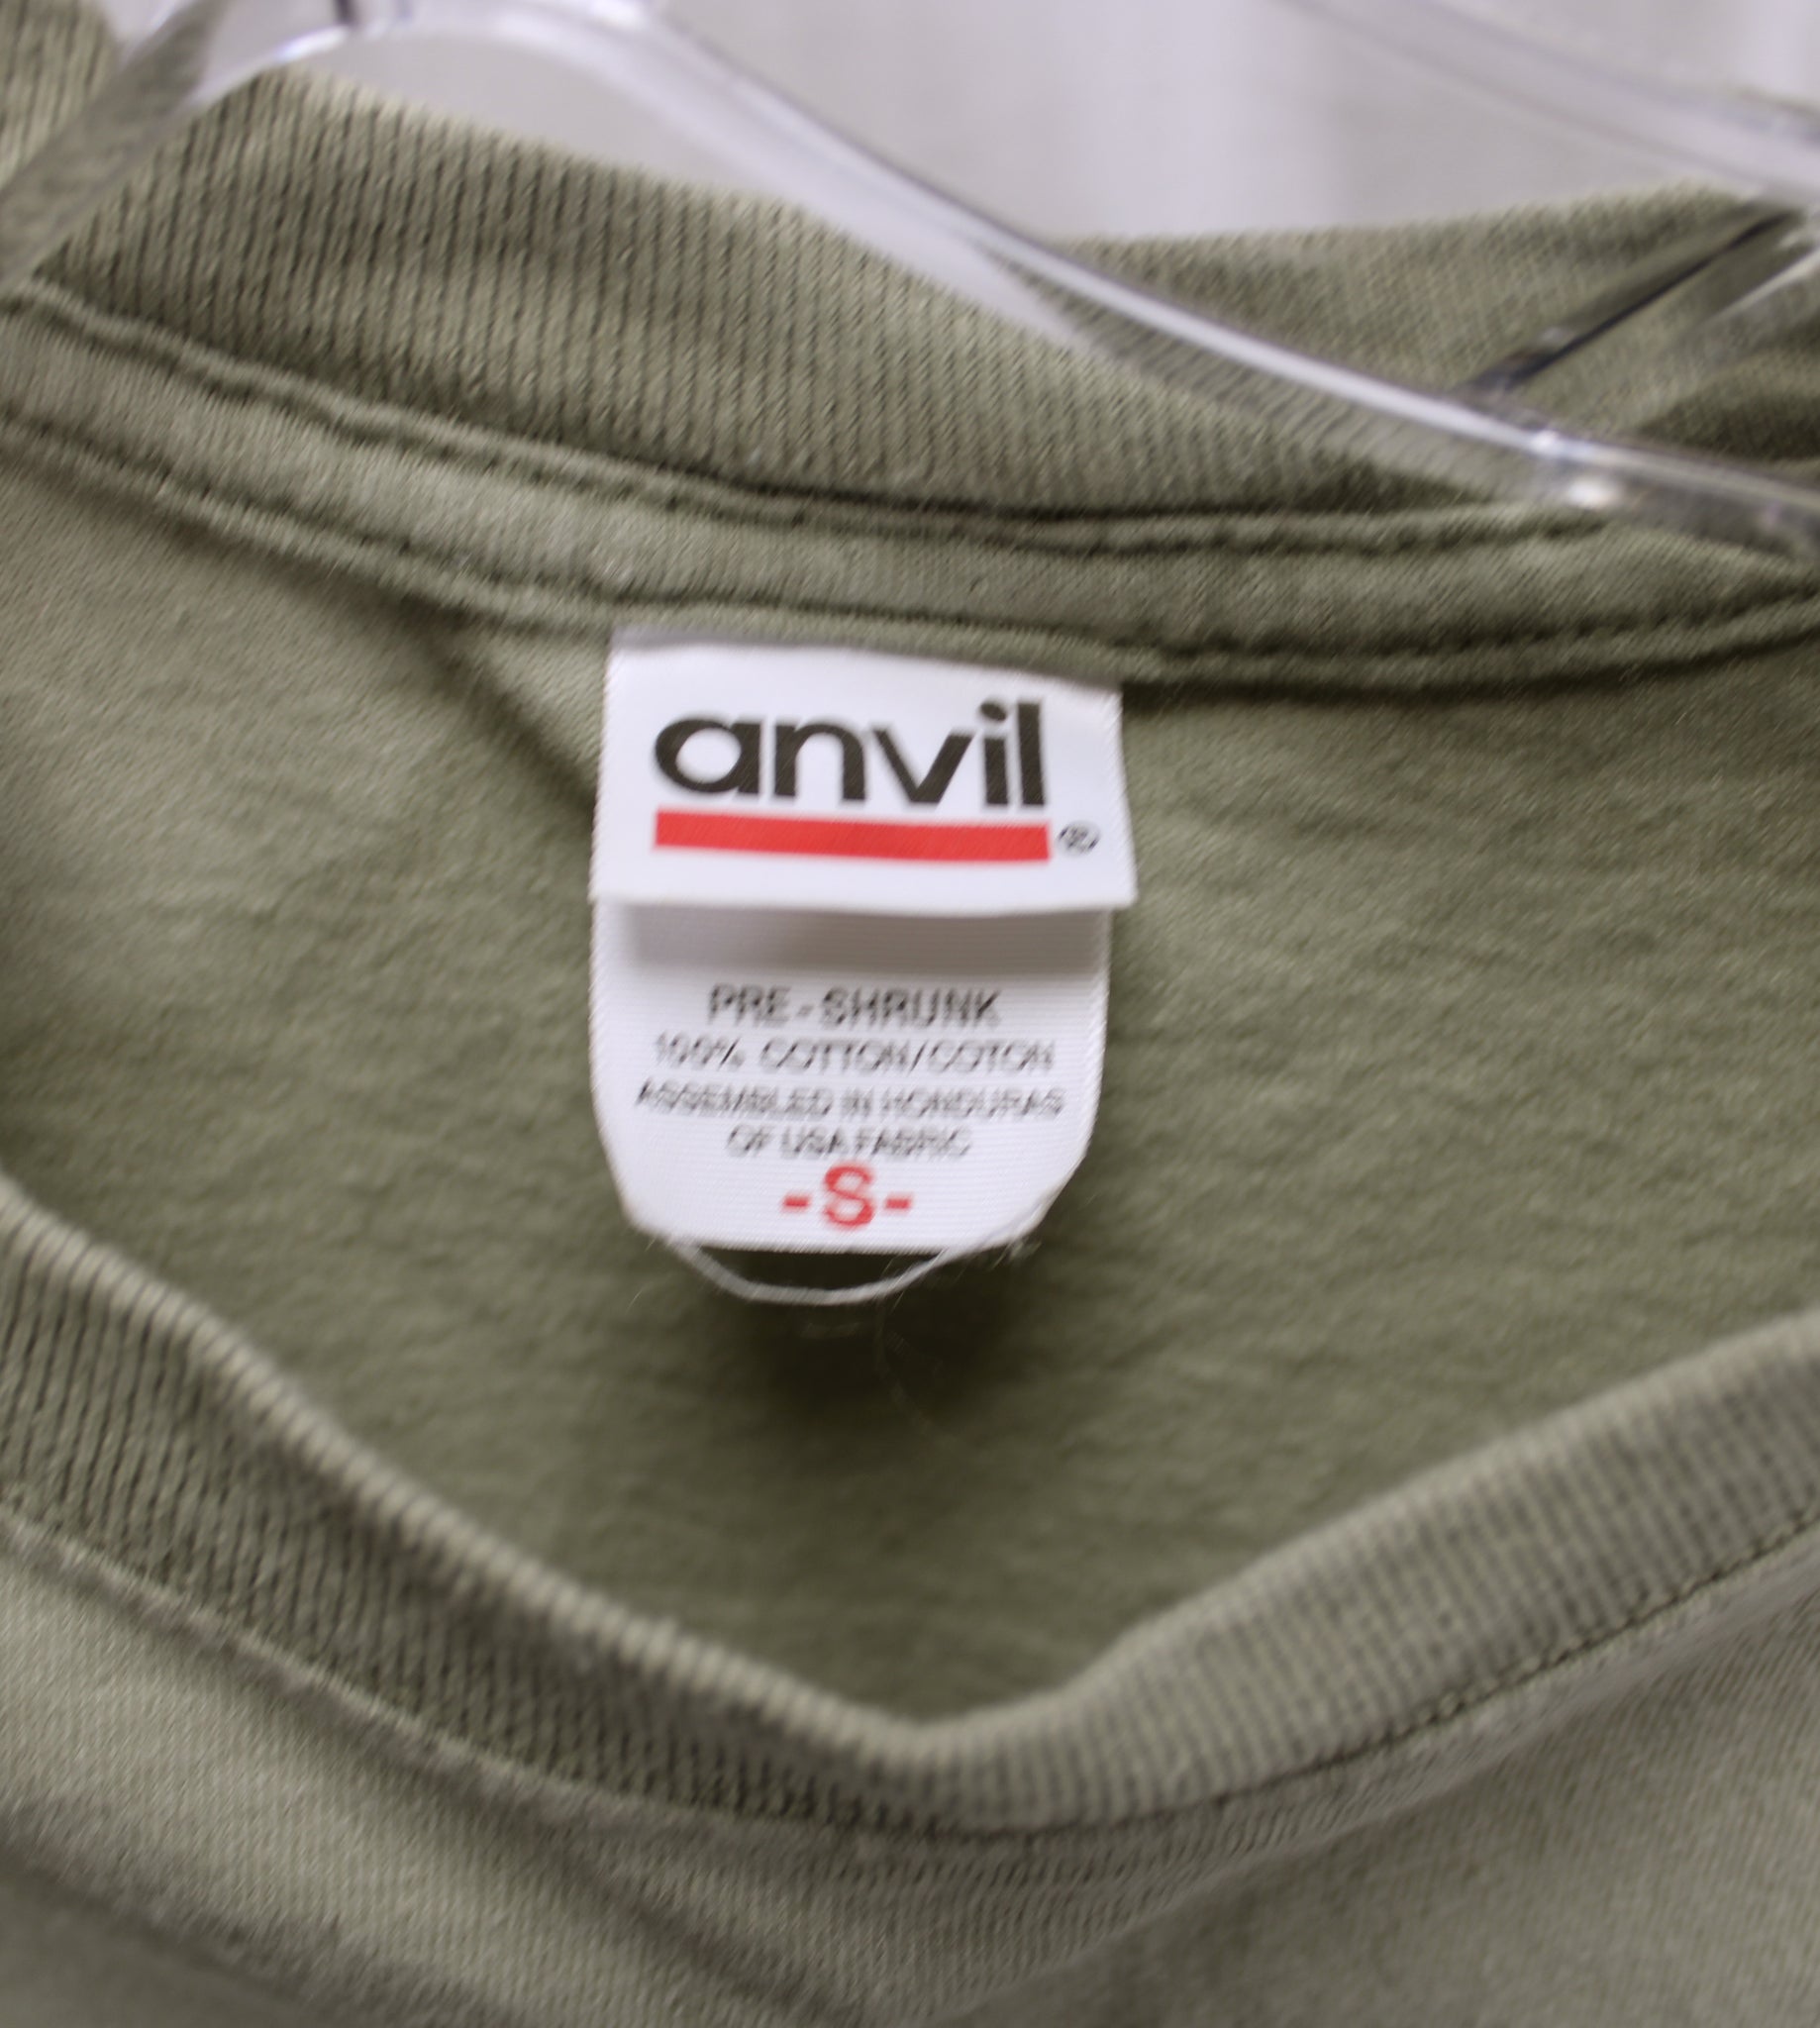 anvil
®
PRE-SHRUNK
100% COTTON/COTON
ASSEMBLED IN HONDURAS
OF USA FABRIC
-S-